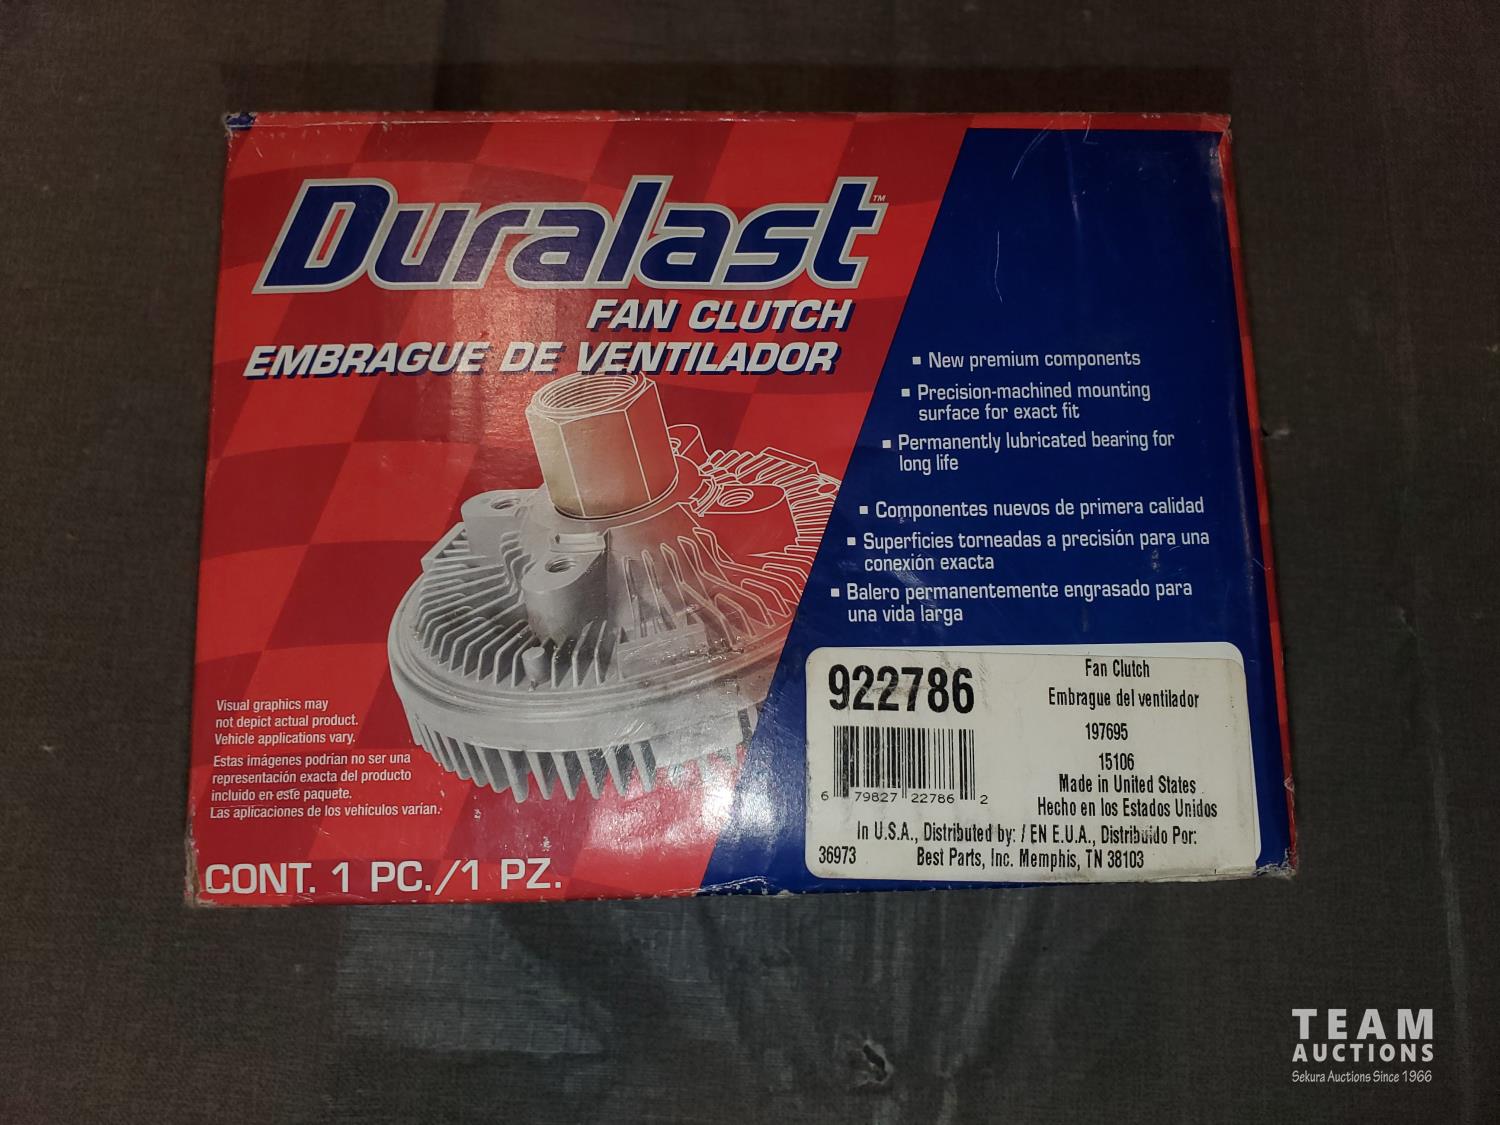 Duralast™
FAN CLUTCH
EMBRAGUE DE VENTILADOR
▪ New premium components
▪ Precision-machined mounting
surface for exact fit
▪ Permanently lubricated bearing for
long life
▪ Componentes nuevos de primera calidad
▪ Superficies torneadas a precisión para una
conexión exacta
▪ Balero permanentemente engrasado para
una vida larga
Visual graphics may
not depict actual product.
Vehicle applications vary.
Estas imágenes podrían no ser una
representación exacta del producto
incluido en este paquete.
Las aplicaciones de los vehículos varían.
CONT. 1 PC./1 PZ.
922786
Fan Clutch
Embrague del ventilador
197695
15106
Made in United States
Hecho en los Estados Unidos
6 79827 22786 2
In U.S.A., Distributed by: / EN E.U.A., Distribuido Por:
36973 Best Parts, Inc. Memphis, TN 38103
TEAM
AUCTIONS
Sekura Auctions Since 1966